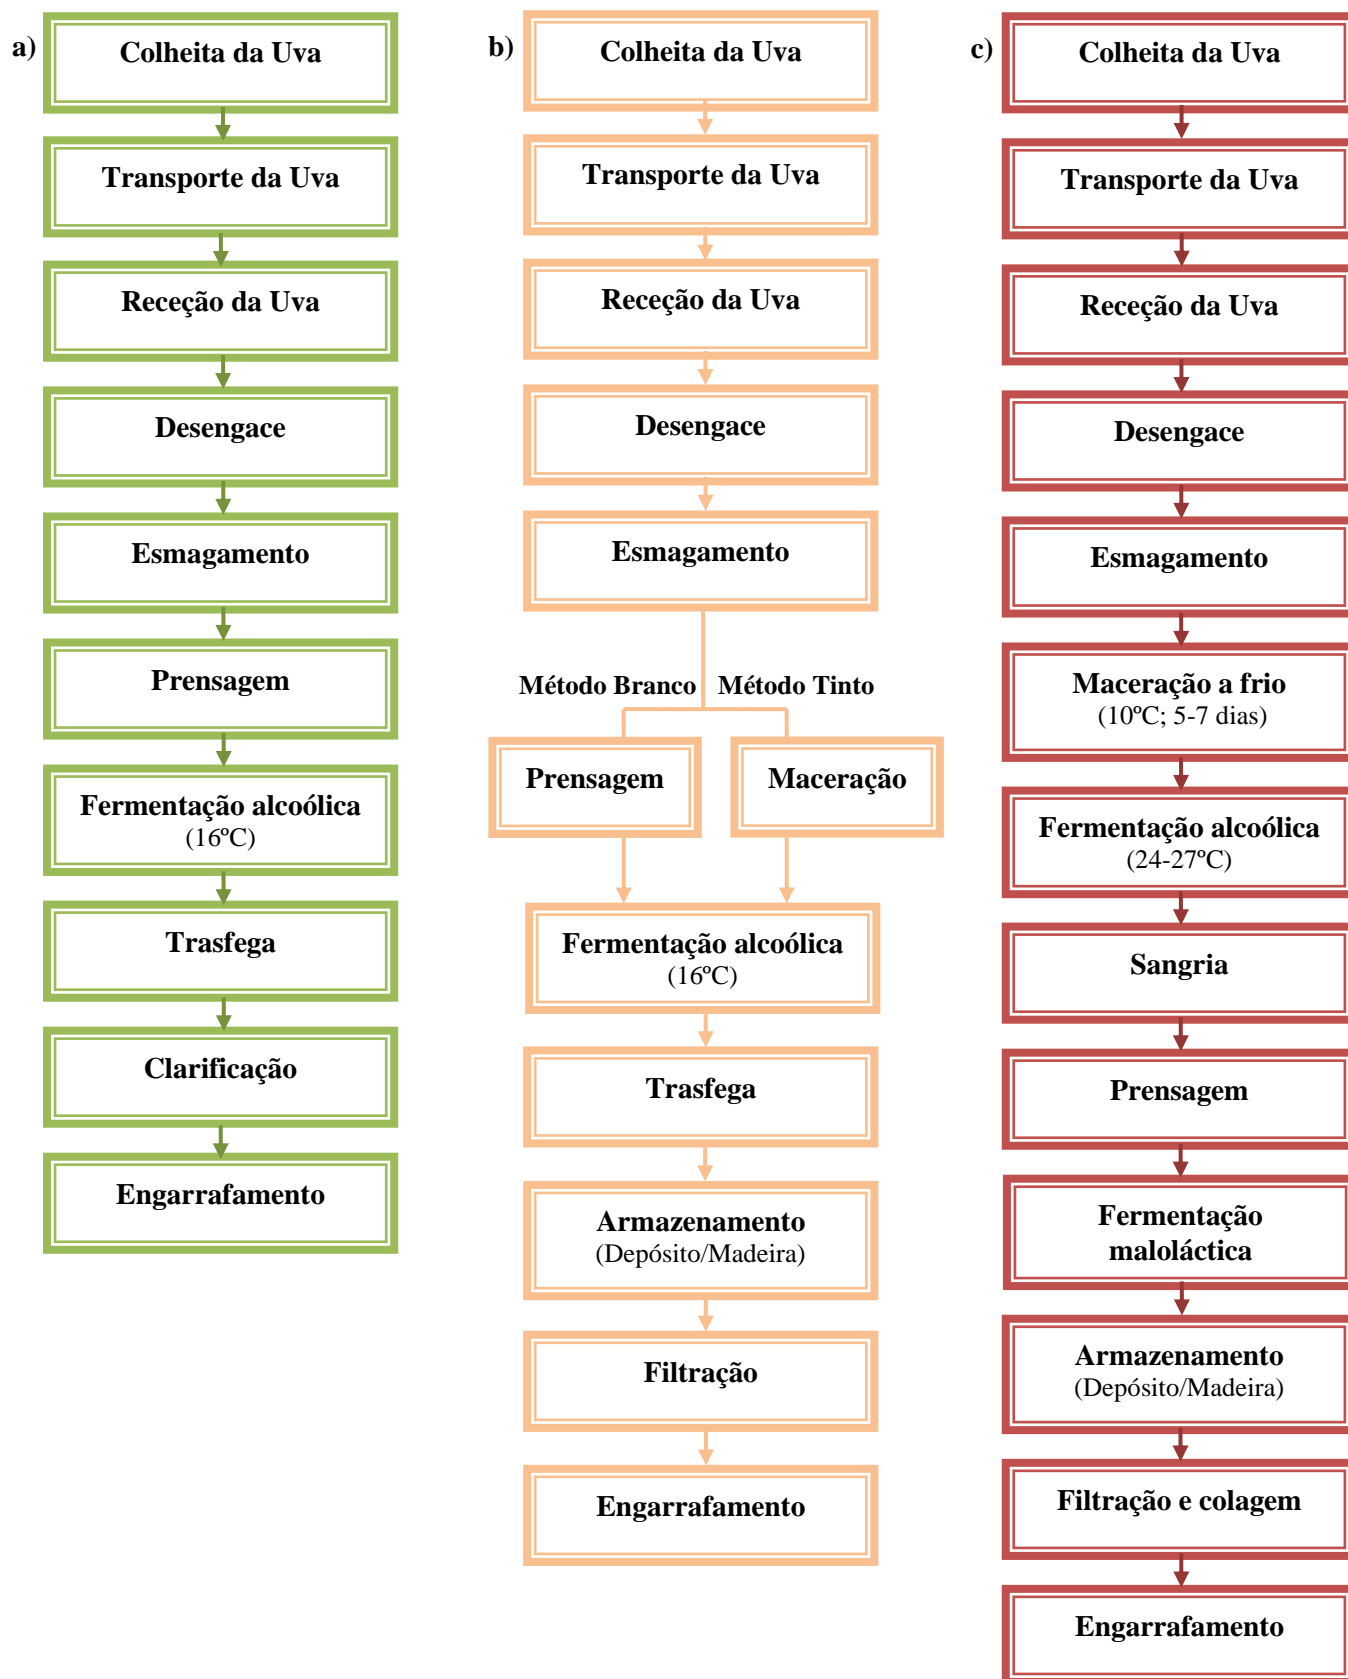 a)
Colheita da Uva
Transporte da Uva
Receção da Uva
Desengace
Esmagamento
Prensagem
Fermentação alcoólica
(16ºC)
Trasfega
Clarificação
Engarrafamento
b)
Colheita da Uva
Transporte da Uva
Receção da Uva
Desengace
Esmagamento
Método Branco
Método Tinto
Prensagem
Maceração
Fermentação alcoólica
(16ºC)
Trasfega
Armazenamento
(Depósito/Madeira)
Filtração
Engarrafamento
c)
Colheita da Uva
Transporte da Uva
Receção da Uva
Desengace
Esmagamento
Maceração a frio
(10ºC; 5-7 dias)
Fermentação alcoólica
(24-27ºC)
Sangria
Prensagem
Fermentação
maloláctica
Armazenamento
(Depósito/Madeira)
Filtração e colagem
Engarrafamento